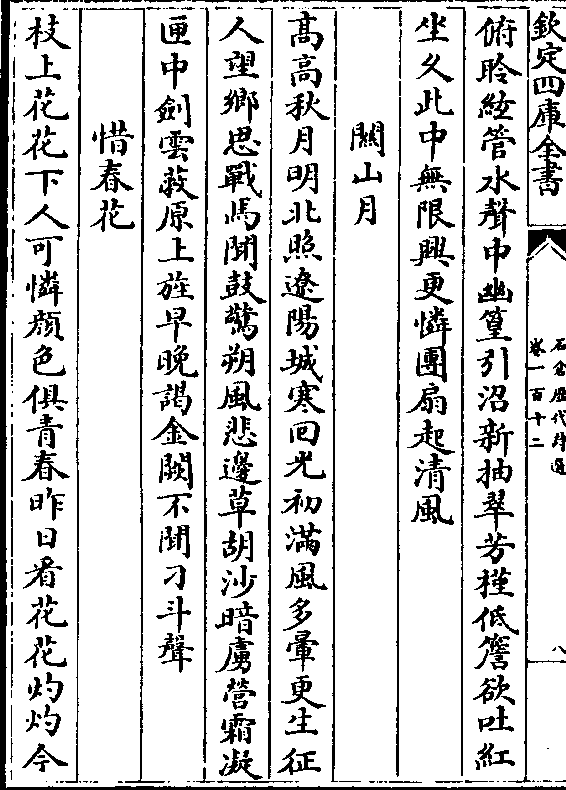 欽定四庫全書
石倉歷代詩選
卷一百十二
八
俯聆絃管水聲中幽篁引沼新抽翠芳槿低簷欲吐紅
坐久此中無限興更憐團扇起清風
關山月
髙高秋月明北照遼陽城寒回光初滿風多暈更生征
人望鄉思戰馬聞鼓驚朔風悲邊草胡沙暗虜營霜凝
匣中劍雲蔽原上旌早晚謁金闕不聞刁斗聲
惜春花
枝上花花下人可憐顔色俱青春昨日看花花灼灼今